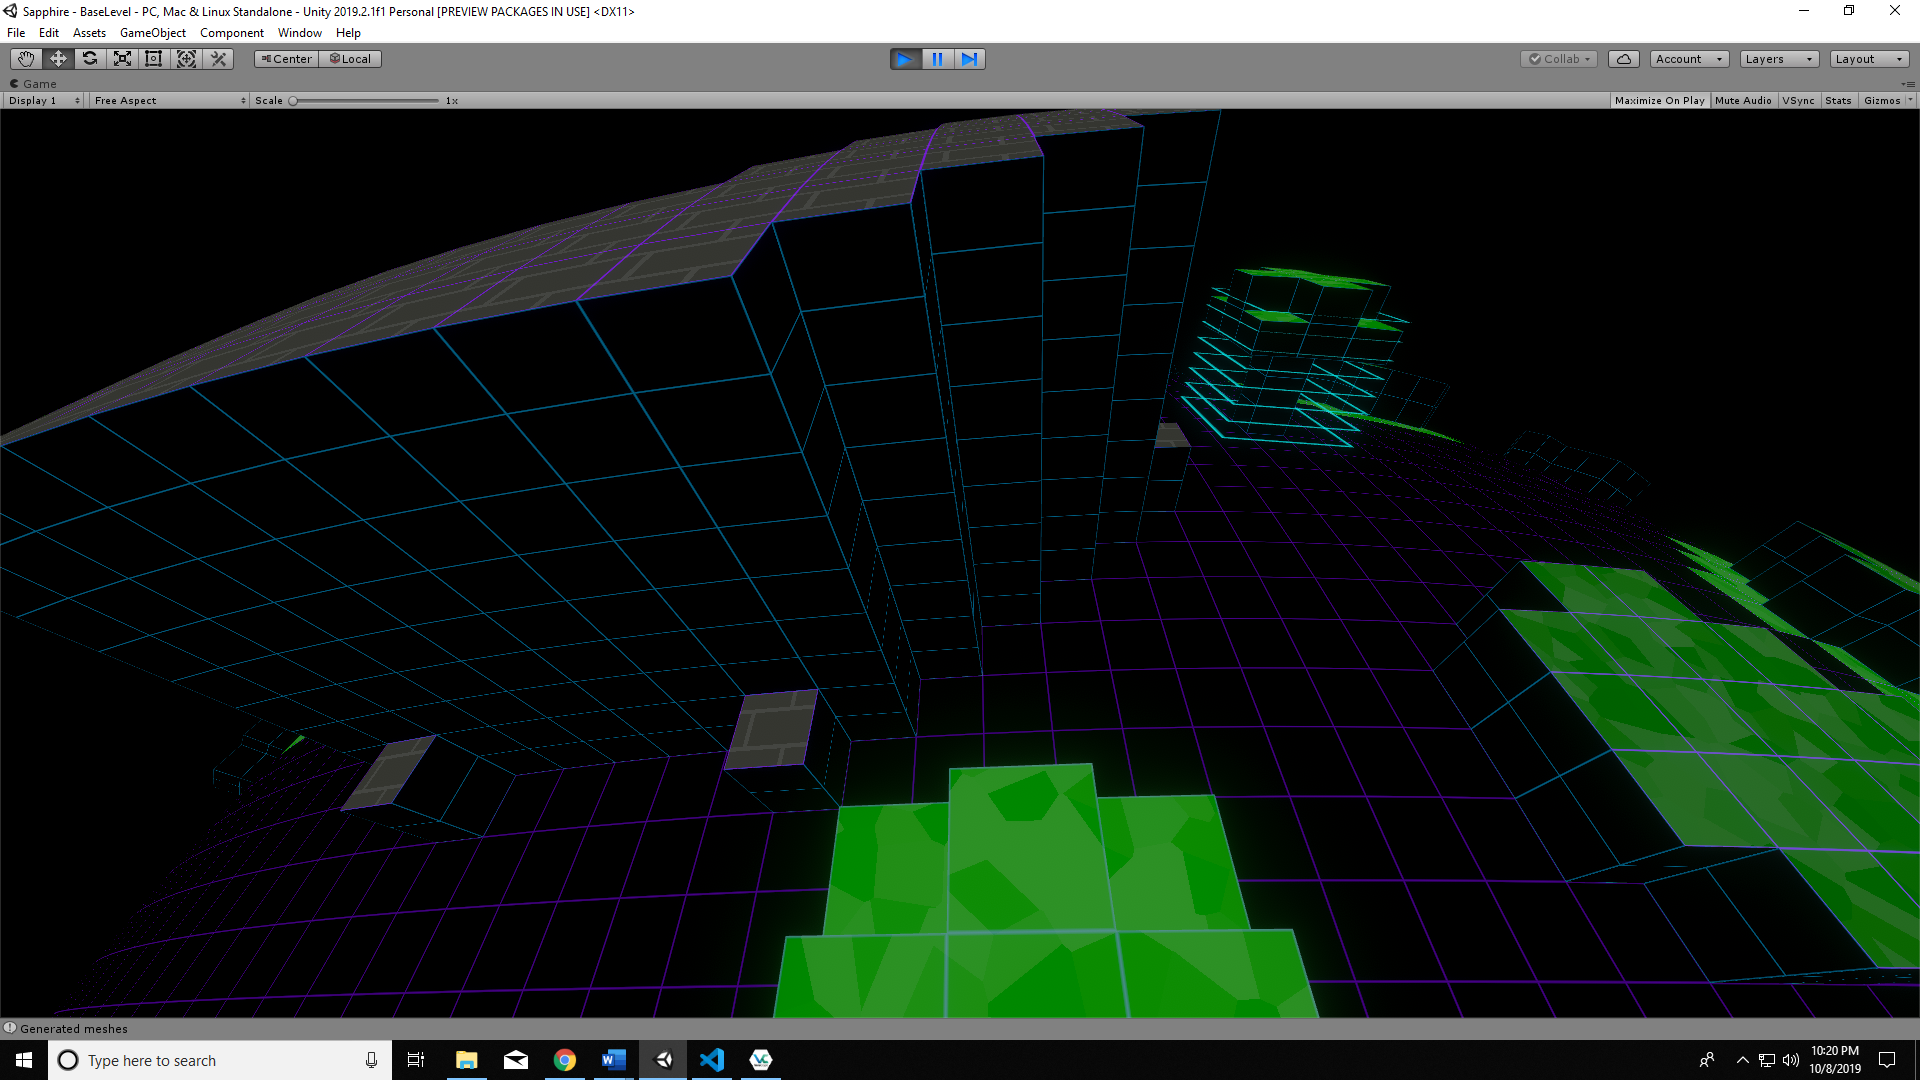 Sapphire - BaseLevel - PC, Mac & Linux Standalone - Unity 2019.2.1f1 Personal [PREVIEW PACKAGES IN USE] <DX11>
File Edit Assets GameObject Component Window Help
Center Local Collab Account Layers Layout
Game
Display 1 Free Aspect Scale 1x Maximize On Play Mute Audio VSync Stats Gizmos
Generated meshes
Type here to search
10:20 PM
10/8/2019